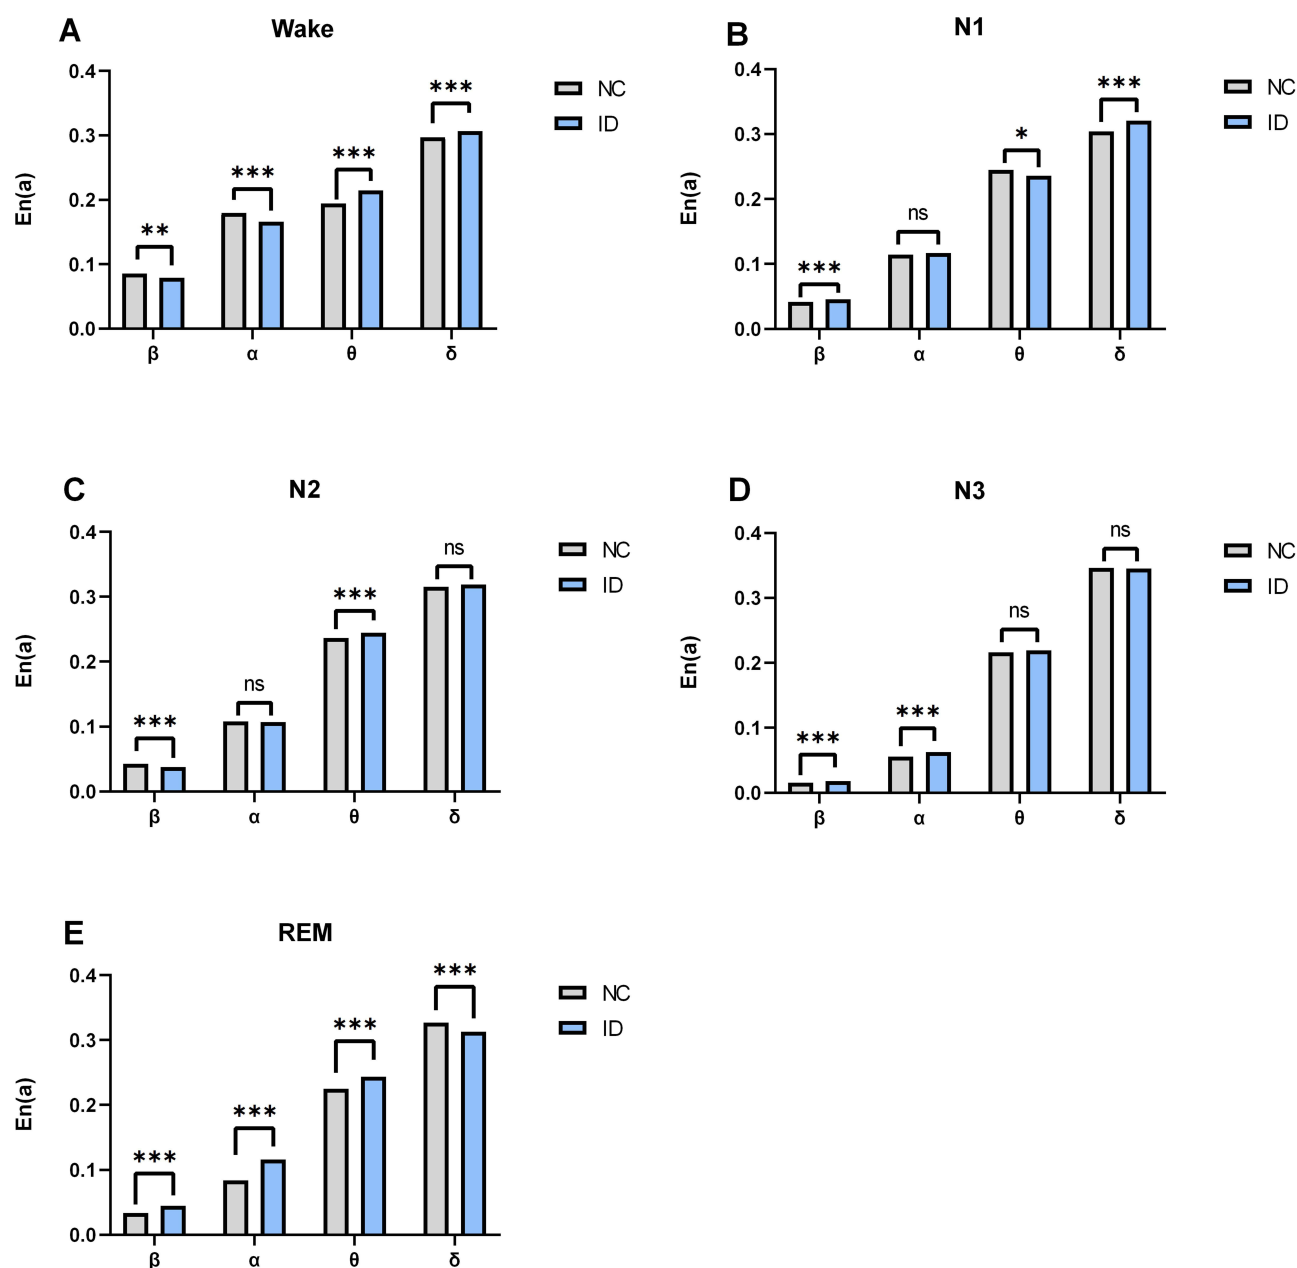 A
Wake
0.4
0.3
0.2
0.1
0.0
En(a)
**
***
***
***
β
α
θ
δ
NC
ID
B
N1
0.4
0.3
0.2
0.1
0.0
En(a)
***
ns
*
***
β
α
θ
δ
NC
ID
C
N2
0.4
0.3
0.2
0.1
0.0
En(a)
***
ns
***
ns
β
α
θ
δ
NC
ID
D
N3
0.4
0.3
0.2
0.1
0.0
En(a)
***
***
ns
ns
β
α
θ
δ
NC
ID
E
REM
0.4
0.3
0.2
0.1
0.0
En(a)
***
***
***
***
β
α
θ
δ
NC
ID